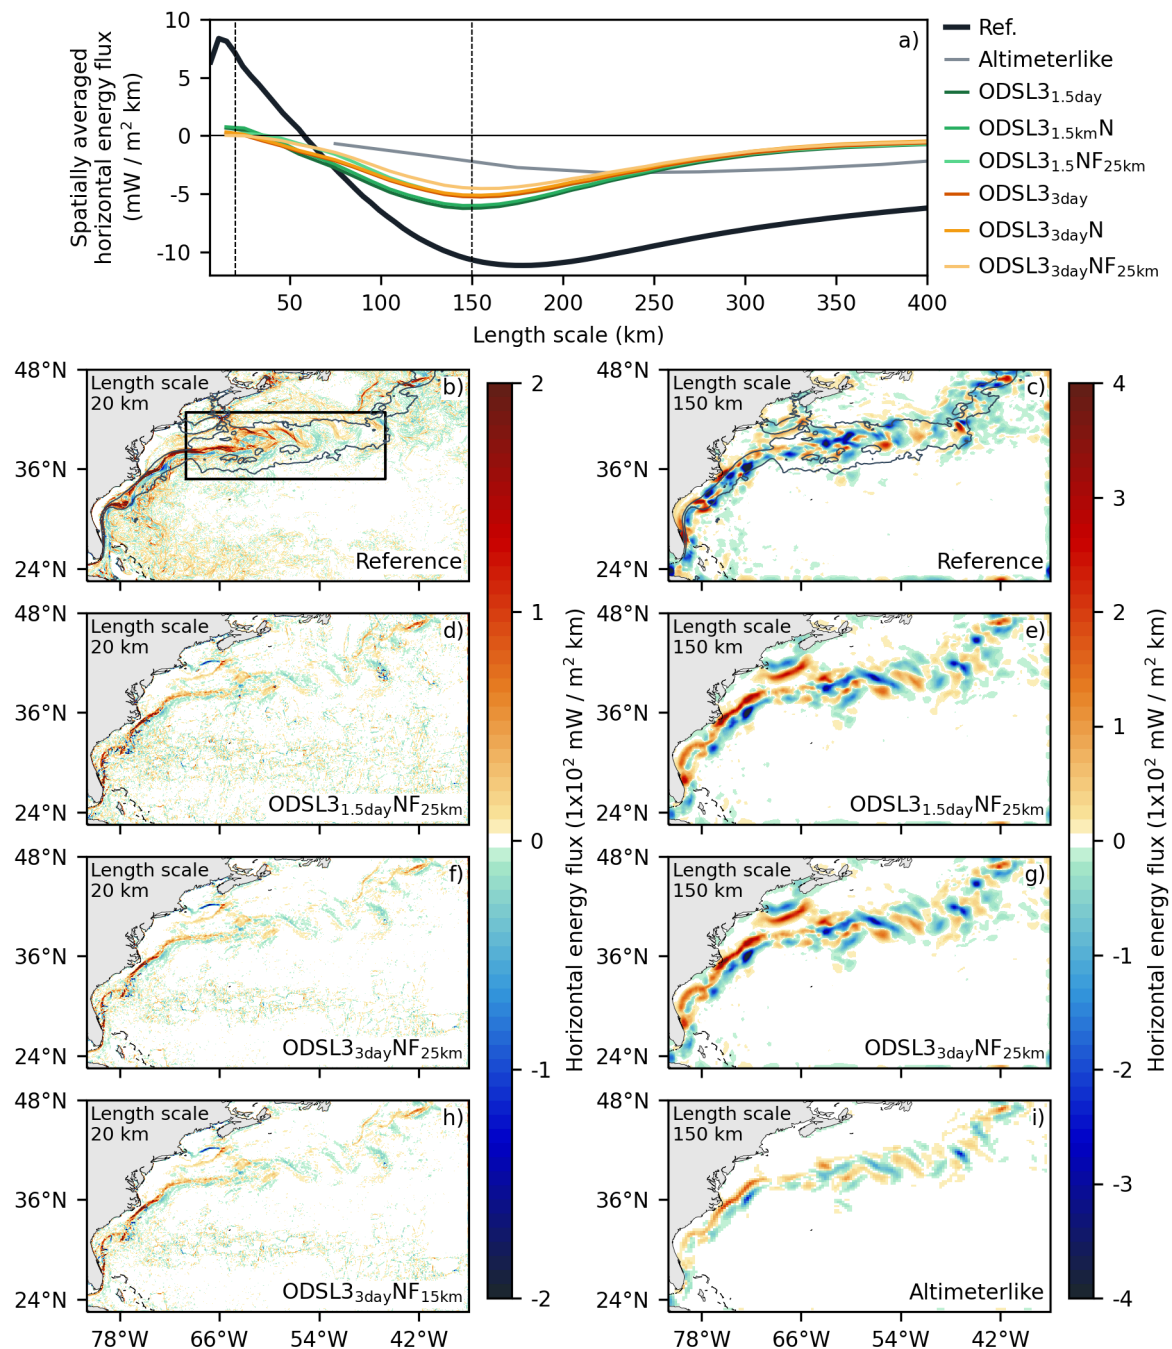 10
5
0
-5
-10
Spatially averaged
horizontal energy flux
(mW / m² km)
a)
50
100
150
200
250
300
350
400
Length scale (km)
Ref.
Altimeterlike
ODSL3₁.₅day
ODSL3₁.₅kmN
ODSL3₁.₅NF₂₅km
ODSL3₃day
ODSL3₃dayN
ODSL3₃dayNF₂₅km
48°N
36°N
24°N
Length scale
20 km
b)
Reference
48°N
36°N
24°N
Length scale
150 km
c)
Reference
48°N
36°N
24°N
Length scale
20 km
d)
ODSL3₁.₅dayNF₂₅km
48°N
36°N
24°N
Length scale
150 km
e)
ODSL3₁.₅dayNF₂₅km
48°N
36°N
24°N
Length scale
20 km
f)
ODSL3₃dayNF₂₅km
48°N
36°N
24°N
Length scale
150 km
g)
ODSL3₃dayNF₂₅km
48°N
36°N
24°N
Length scale
20 km
h)
ODSL3₃dayNF₁₅km
78°W
66°W
54°W
42°W
48°N
36°N
24°N
Length scale
150 km
i)
Altimeterlike
78°W
66°W
54°W
42°W
2
1
0
-1
-2
Horizontal energy flux (1x10² mW / m² km)
4
3
2
1
0
-1
-2
-3
-4
Horizontal energy flux (1x10² mW / m² km)